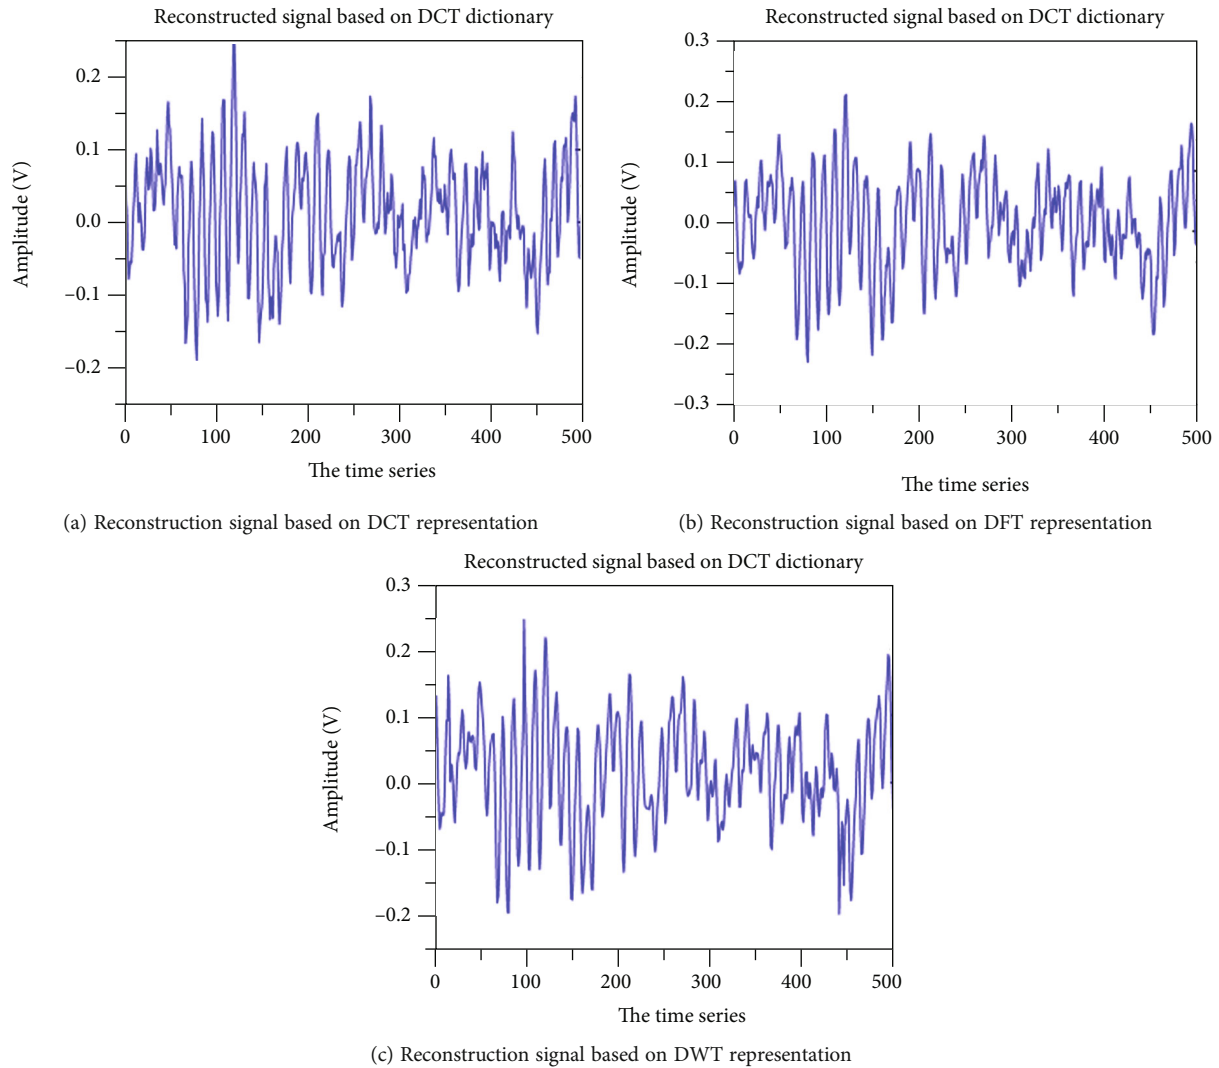 Reconstructed signal based on DCT dictionary
0.2
0.1
0.0
–0.1
–0.2
Amplitude (V)
0 100 200 300 400 500
The time series
(a) Reconstruction signal based on DCT representation
Reconstructed signal based on DCT dictionary
0.3
0.2
0.1
0.0
–0.1
–0.2
–0.3
Amplitude (V)
0 100 200 300 400 500
The time series
(b) Reconstruction signal based on DFT representation
Reconstructed signal based on DCT dictionary
0.3
0.2
0.1
0.0
–0.1
–0.2
Amplitude (V)
0 100 200 300 400 500
The time series
(c) Reconstruction signal based on DWT representation